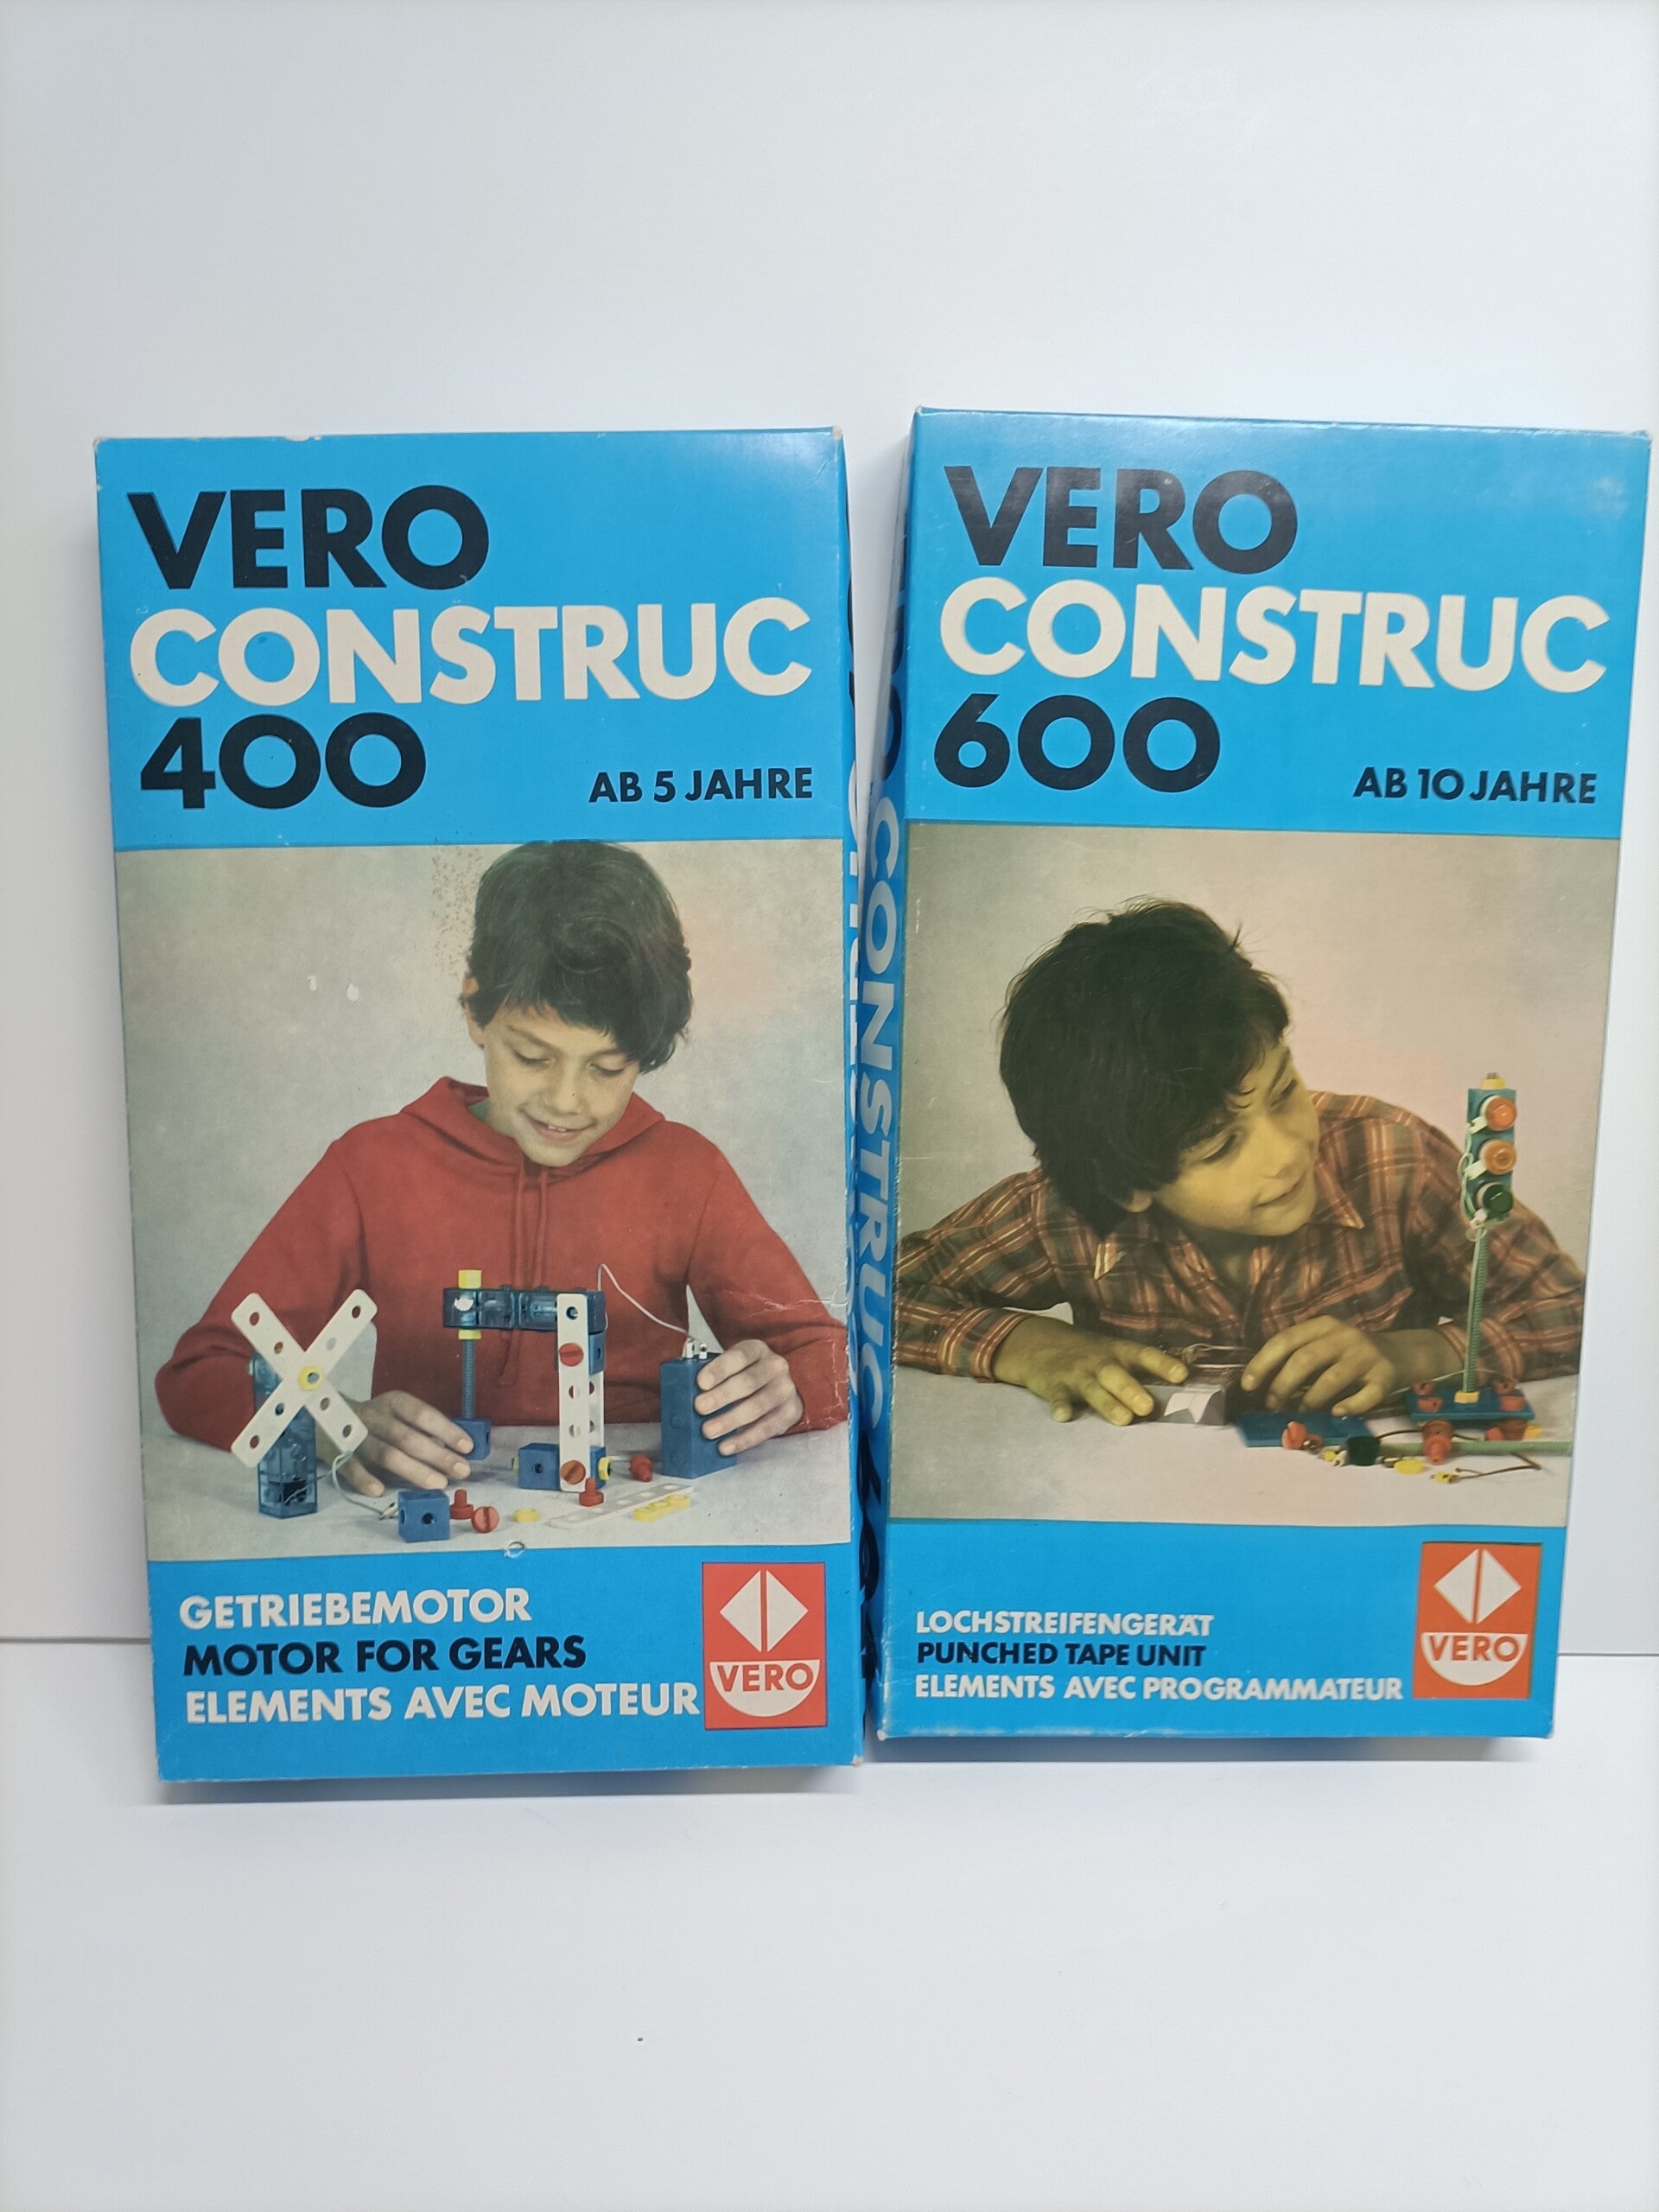 VERO
CONSTRUC
400
AB 5 JAHRE
GETRIEBEMOTOR
MOTOR FOR GEARS
ELEMENTS AVEC MOTEUR
VERO
VERO
CONSTRUC
600
AB 10 JAHRE
LOCHSTREIFENGERÄT
PUNCHED TAPE UNIT
ELEMENTS AVEC PROGRAMMATEUR
VERO
CONSTRUC